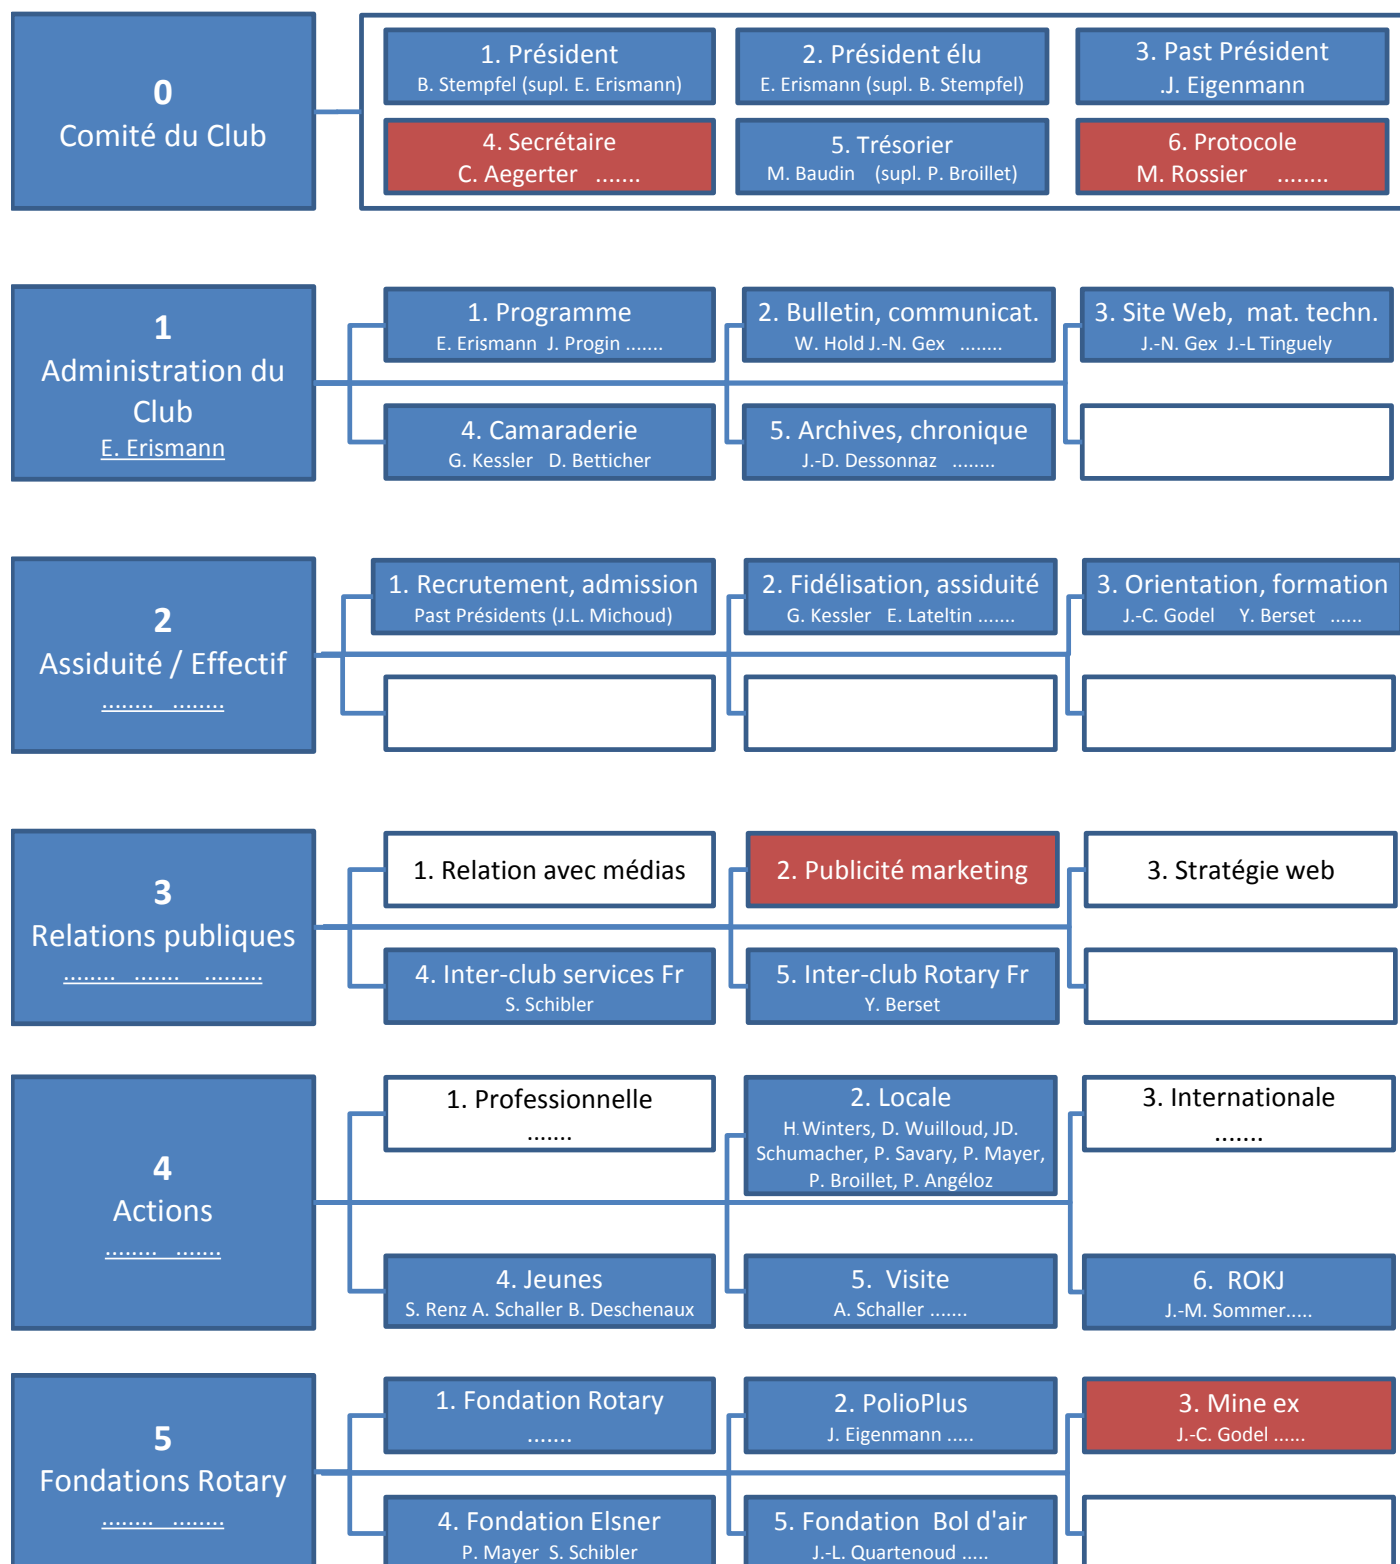 0
Comité du Club
1. Président
B. Stempfel (supl. E. Erismann)
2. Président élu
E. Erismann (supl. B. Stempfel)
3. Past Président
.J. Eigenmann
4. Secrétaire
C. Aegerter .......
5. Trésorier
M. Baudin (supl. P. Broillet)
6. Protocole
M. Rossier ........
1
Administration du
Club
E. Erismann
1. Programme
E. Erismann J. Progin .......
2. Bulletin, communicat.
W. Hold J.-N. Gex ........
3. Site Web, mat. techn.
J.-N. Gex J.-L Tinguely
4. Camaraderie
G. Kessler D. Betticher
5. Archives, chronique
J.-D. Dessonnaz ........
2
Assiduité / Effectif
........ ........
1. Recrutement, admission
Past Présidents (J.L. Michoud)
2. Fidélisation, assiduité
G. Kessler E. Lateltin .......
3. Orientation, formation
J.-C. Godel Y. Berset ......
3
Relations publiques
........ ....... .........
1. Relation avec médias
2. Publicité marketing
3. Stratégie web
4. Inter-club services Fr
S. Schibler
5. Inter-club Rotary Fr
Y. Berset
4
Actions
........ .......
1. Professionnelle
.......
2. Locale
H.Winters, D. Wuilloud, JD.
Schumacher, P. Savary, P. Mayer,
P. Broillet, P. Angéloz
3. Internationale
.......
4. Jeunes
S. Renz A. Schaller B. Deschenaux
5. Visite
A. Schaller .......
6. ROKJ
J.-M. Sommer.....
5
Fondations Rotary
........ ........
1. Fondation Rotary
.......
2. PolioPlus
J. Eigenmann .....
3. Mine ex
J.-C. Godel ......
4. Fondation Elsner
P. Mayer S. Schibler
5. Fondation Bol d'air
J.-L. Quartenoud .....